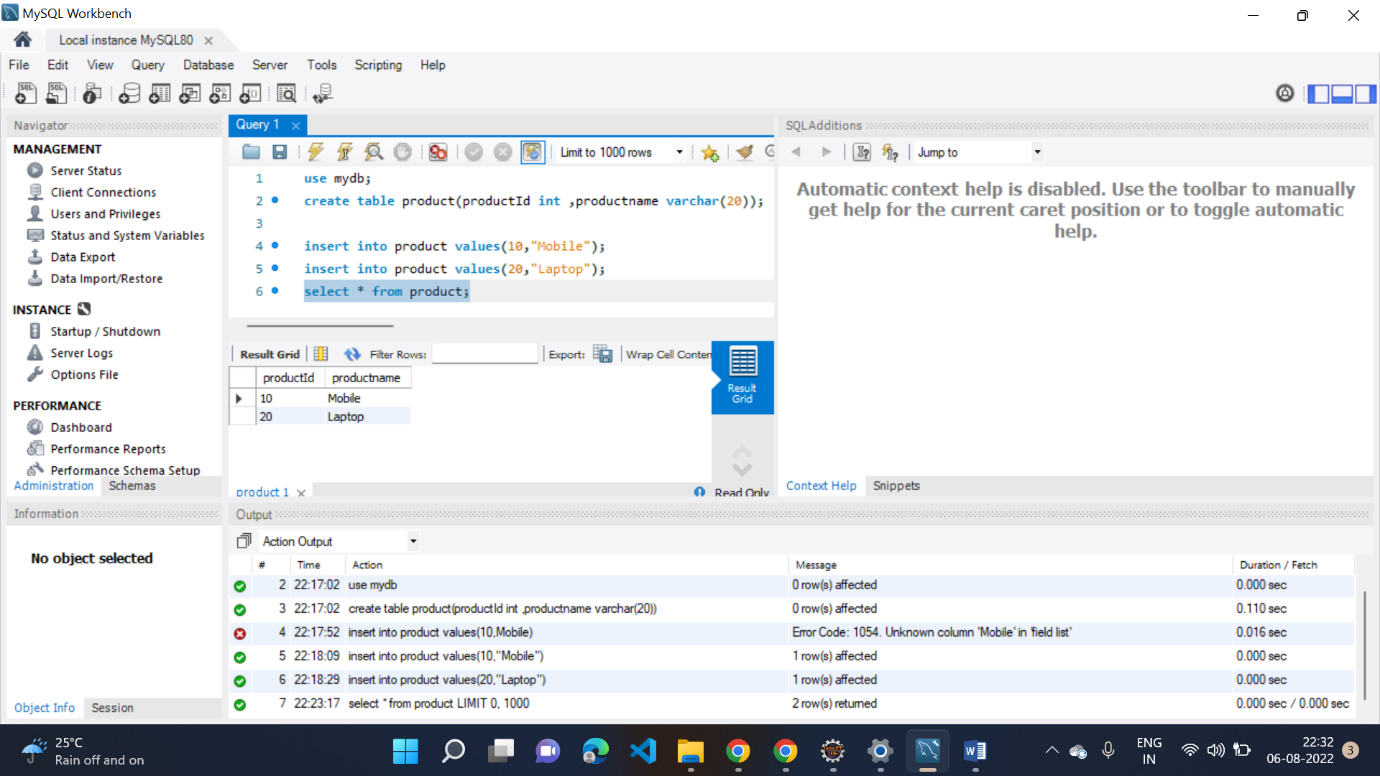 MySQL Workbench
Local instance MySQL80
File Edit View Query Database Server Tools Scripting Help
Navigator
MANAGEMENT
Server Status
Client Connections
Users and Privileges
Status and System Variables
Data Export
Data Import/Restore
INSTANCE
Startup / Shutdown
Server Logs
Options File
PERFORMANCE
Dashboard
Performance Reports
Performance Schema Setup
Administration Schemas
Information
No object selected
Object Info Session
Query 1
Limit to 1000 rows
1 use mydb;
2 create table product(productId int ,productname varchar(20));
3
4 insert into product values(10,"Mobile");
5 insert into product values(20,"Laptop");
6 select * from product;
Result Grid Filter Rows: Export: Wrap Cell Conten
productId productname
10 Mobile
20 Laptop
Result
Grid
product 1 Read Only
SQLAdditions
Jump to
Automatic context help is disabled. Use the toolbar to manually
get help for the current caret position or to toggle automatic
help.
Context Help Snippets
Output
Action Output
# Time Action Message Duration / Fetch
2 22:17:02 use mydb 0 row(s) affected 0.000 sec
3 22:17:02 create table product(productId int ,productname varchar(20)) 0 row(s) affected 0.110 sec
4 22:17:52 insert into product values(10,Mobile) Error Code: 1054. Unknown column 'Mobile' in 'field list' 0.016 sec
5 22:18:09 insert into product values(10,"Mobile") 1 row(s) affected 0.000 sec
6 22:18:29 insert into product values(20,"Laptop") 1 row(s) affected 0.000 sec
7 22:23:17 select * from product LIMIT 0, 1000 2 row(s) returned 0.000 sec / 0.000 sec
25°C
Rain off and on
ENG
IN
22:32
06-08-2022
3